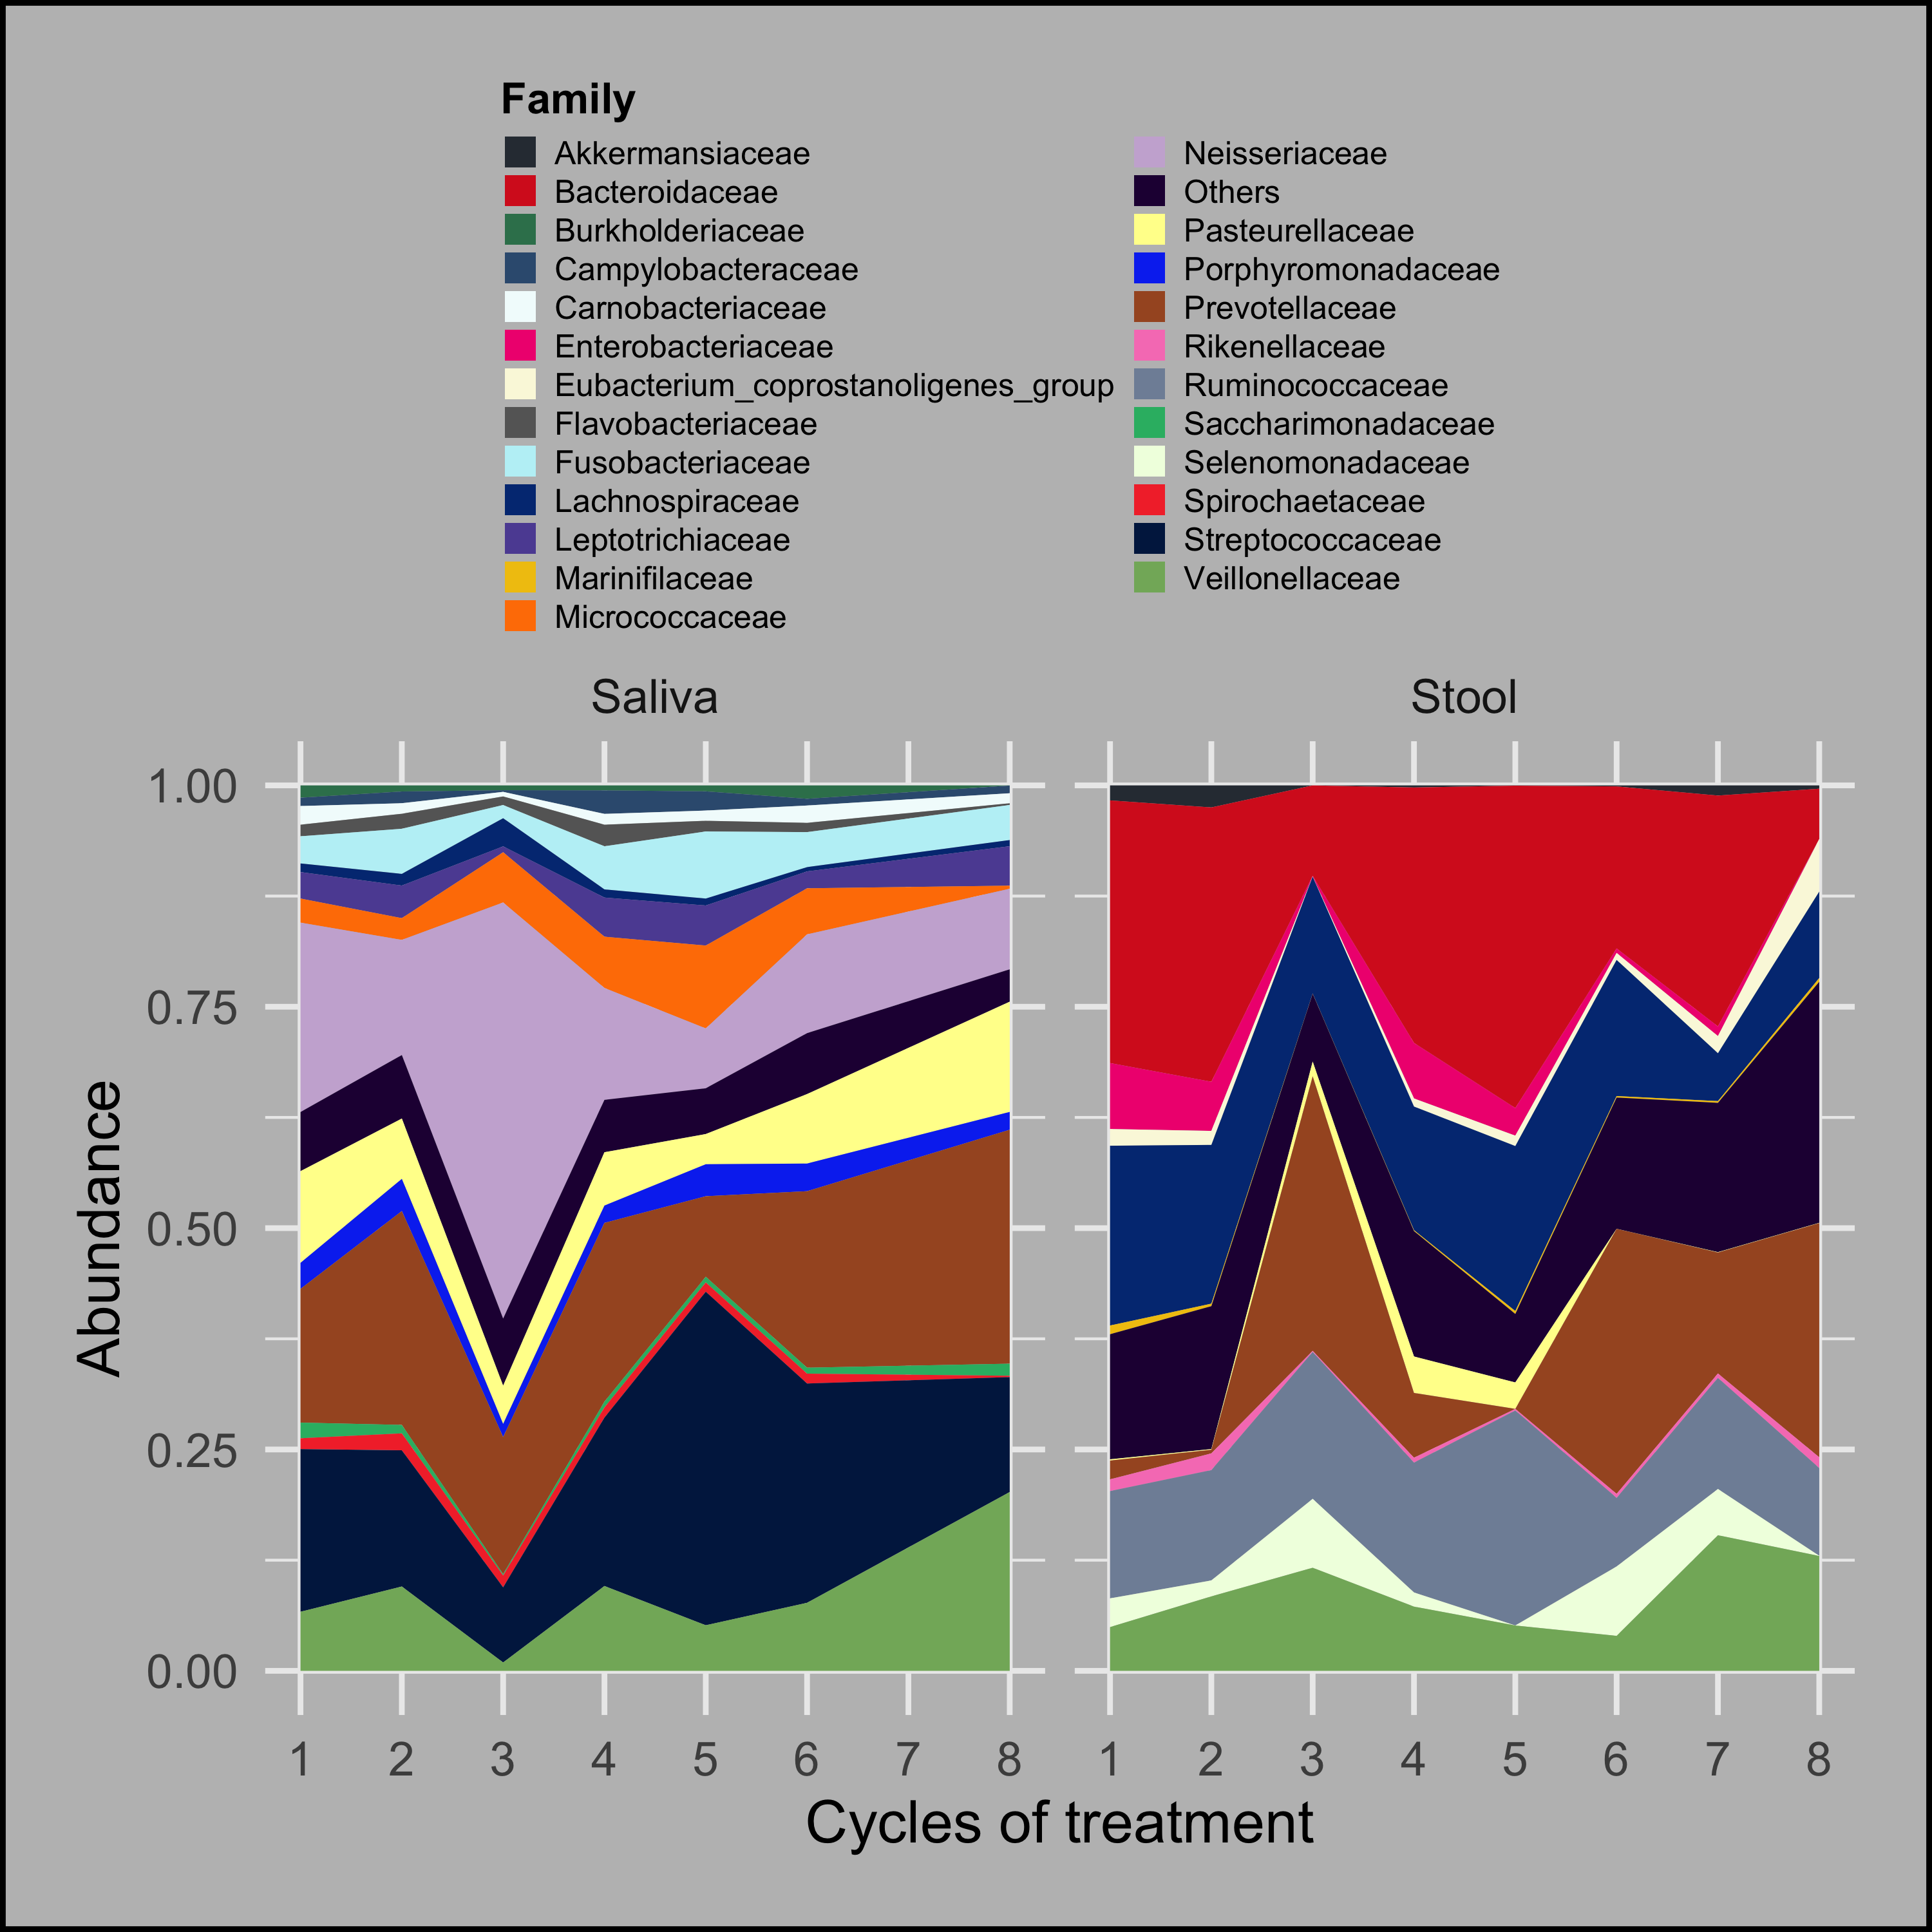 Family
Akkermansiaceae
Bacteroidaceae
Burkholderiaceae
Campylobacteraceae
Carnobacteriaceae
Enterobacteriaceae
Eubacterium_coprostanoligenes_group
Flavobacteriaceae
Fusobacteriaceae
Lachnospiraceae
Leptotrichiaceae
Marinifilaceae
Micrococcaceae
Neisseriaceae
Others
Pasteurellaceae
Porphyromonadaceae
Prevotellaceae
Rikenellaceae
Ruminococcaceae
Saccharimonadaceae
Selenomonadaceae
Spirochaetaceae
Streptococcaceae
Veillonellaceae
Saliva
Stool
Abundance
1.00
0.75
0.50
0.25
0.00
1 2 3 4 5 6 7 8
1 2 3 4 5 6 7 8
Cycles of treatment